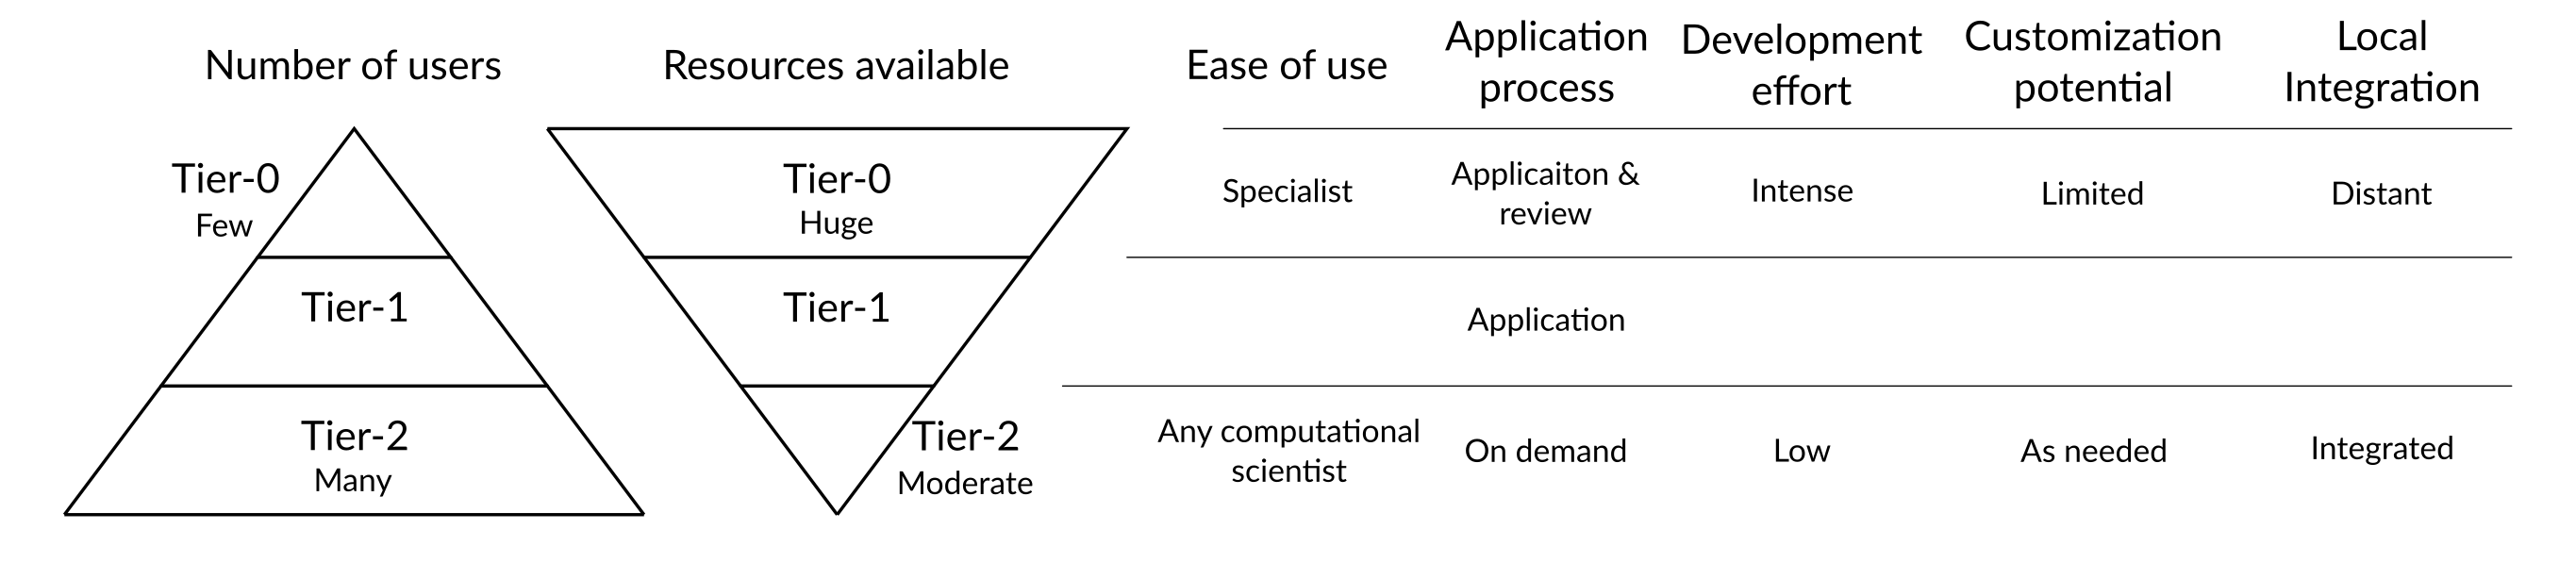 Number of users
Resources available
Ease of use
Application
process
Development
effort
Customization
potential
Local
Integration
Tier-0
Few
Tier-0
Huge
Specialist
Applicaiton &
review
Intense
Limited
Distant
Tier-1
Tier-1
Application
Tier-2
Many
Tier-2
Moderate
Any computational
scientist
On demand
Low
As needed
Integrated